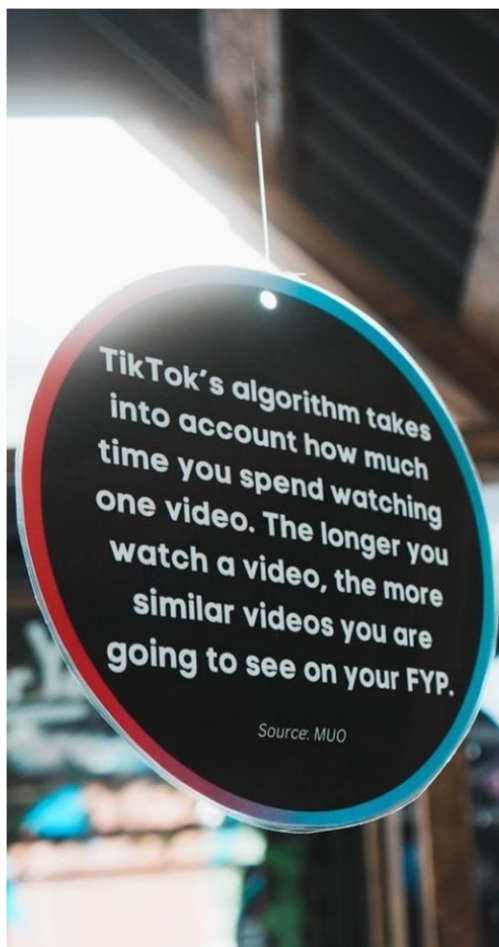 TikTok’s algorithm takes
into account how much
time you spend watching
one video. The longer you
watch a video, the more
similar videos you are
going to see on your FYP.
Source: MUO